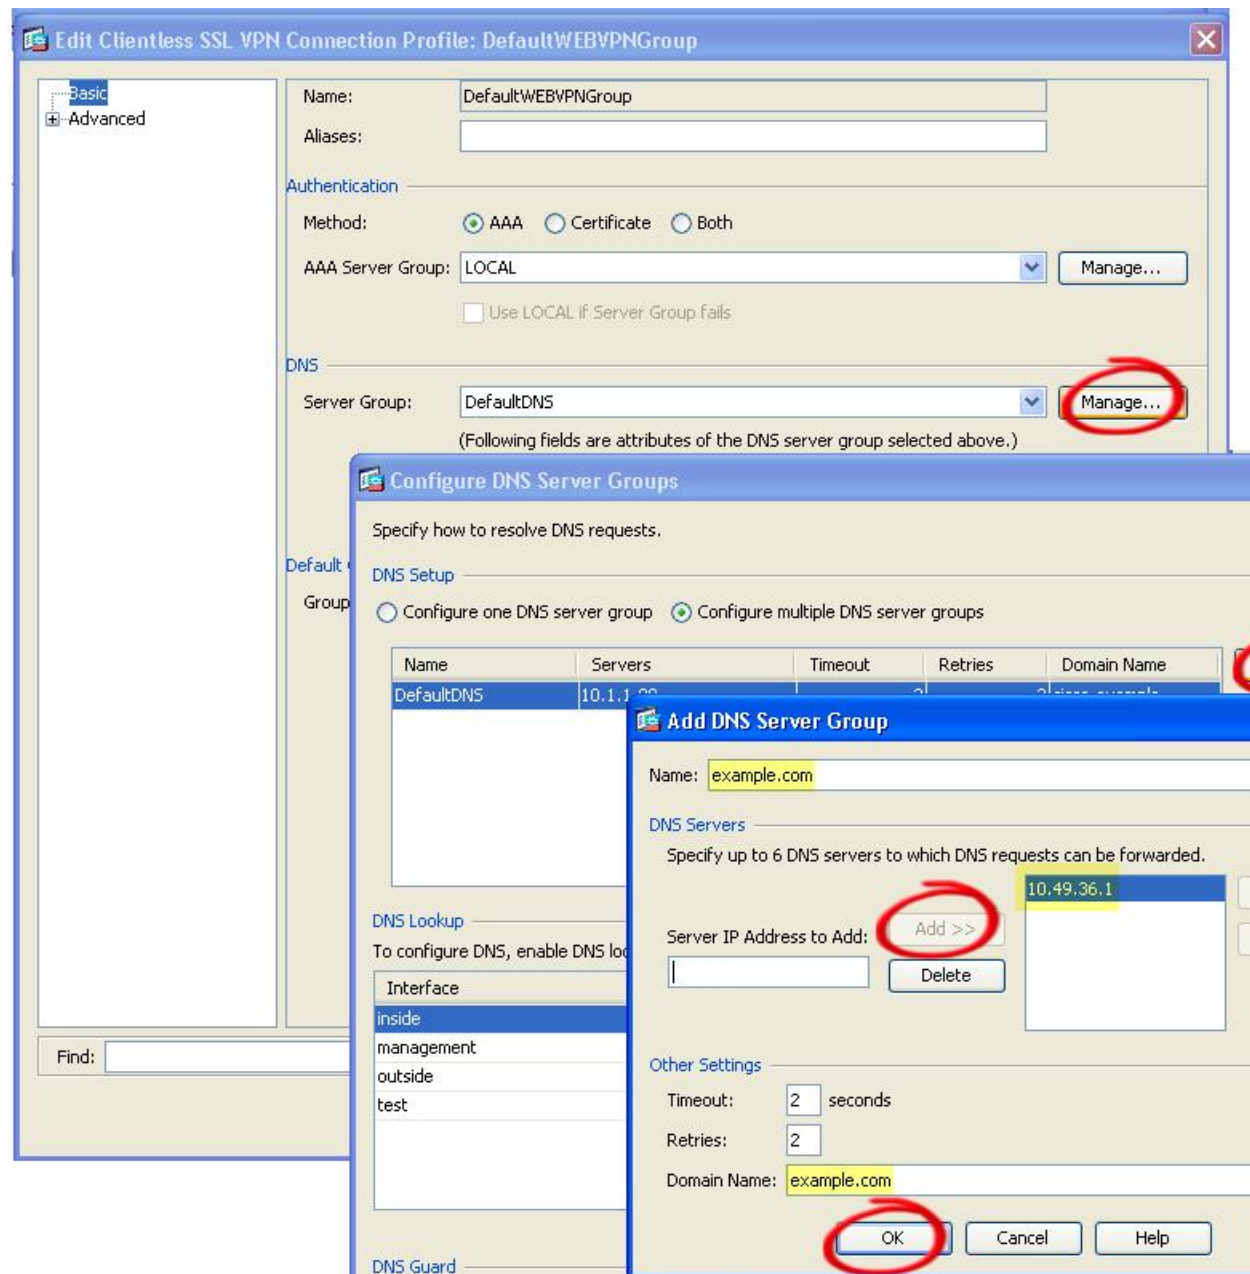 Edit Clientless SSL VPN Connection Profile: DefaultWEBVPNGroup
Basic
Advanced
Name: DefaultWEBVPNGroup
Aliases:
Authentication
Method: AAA Certificate Both
AAA Server Group: LOCAL Manage...
Use LOCAL if Server Group fails
DNS
Server Group: DefaultDNS Manage...
(Following fields are attributes of the DNS server group selected above.)
Default
Group
Find:
Configure DNS Server Groups
Specify how to resolve DNS requests.
DNS Setup
Configure one DNS server group Configure multiple DNS server groups
Name Servers Timeout Retries Domain Name
DefaultDNS
DNS Lookup
To configure DNS, enable DNS
Interface
inside
management
outside
test
DNS Guard
Add DNS Server Group
Name: example.com
DNS Servers
Specify up to 6 DNS servers to which DNS requests can be forwarded.
10.49.36.1
Server IP Address to Add: Add >>
Delete
Other Settings
Timeout: 2 seconds
Retries: 2
Domain Name: example.com
OK Cancel Help